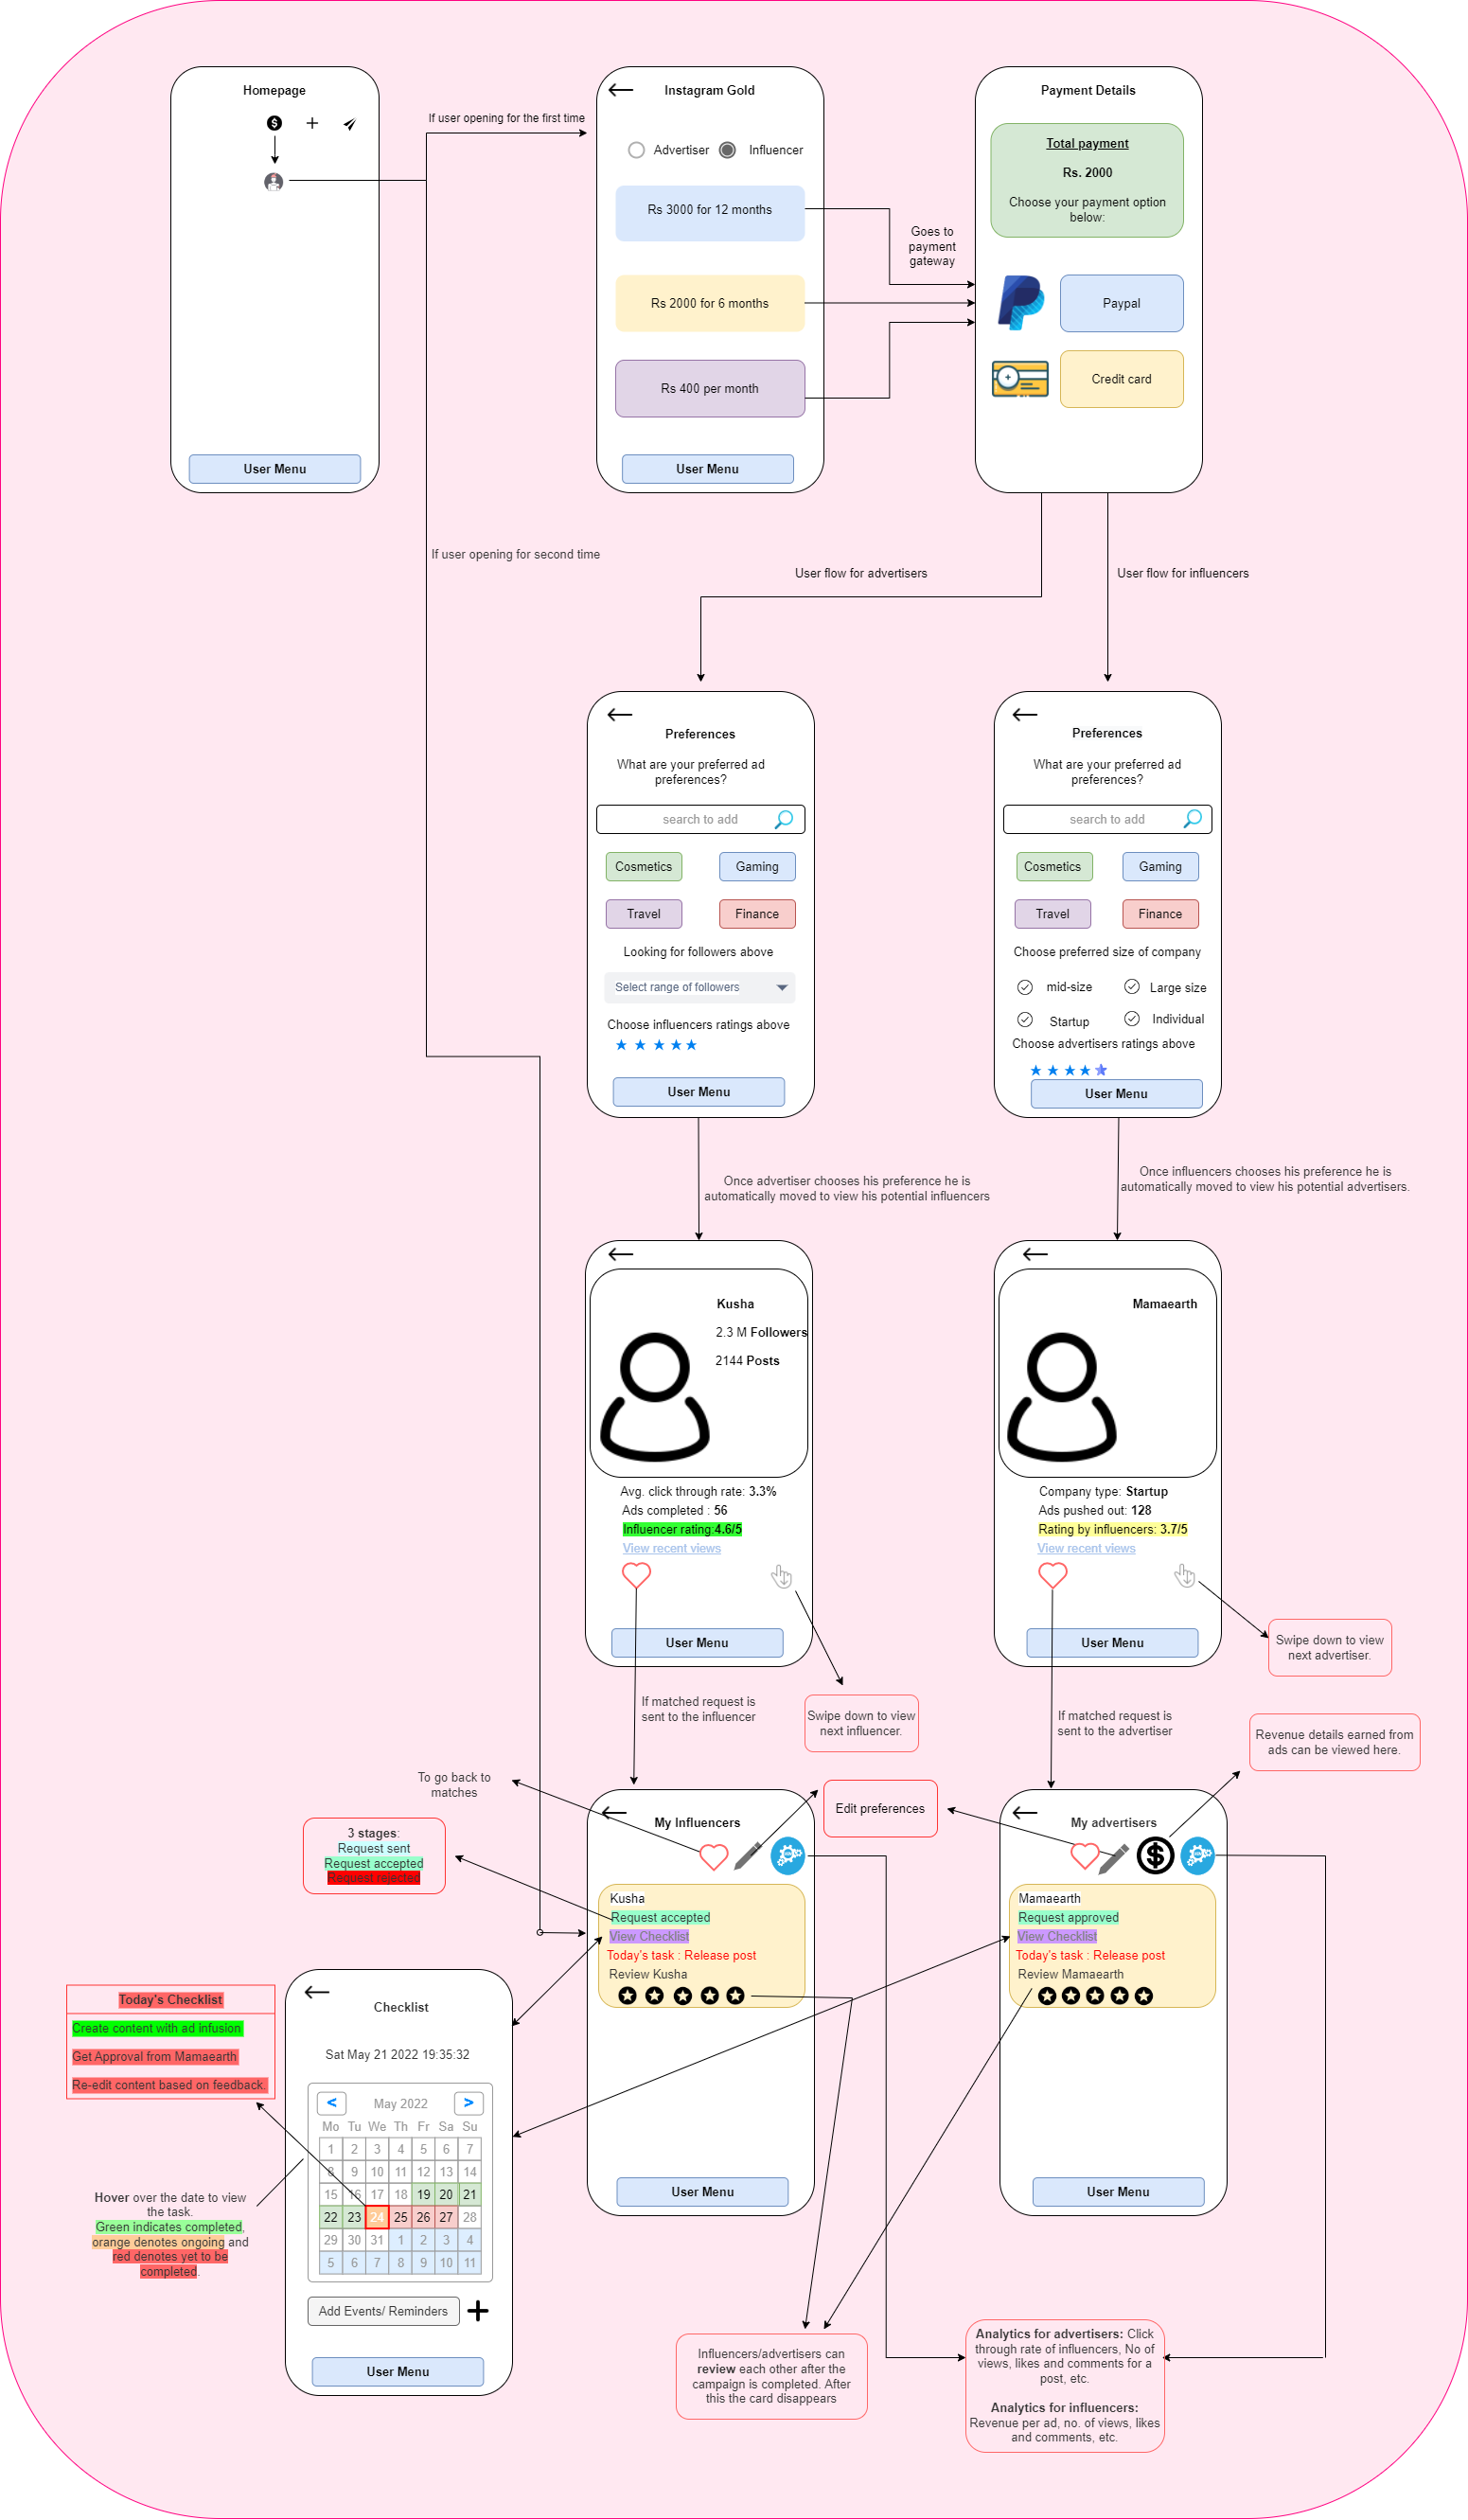 Homepage
User Menu
If user opening for the first time
If user opening for second time
Instagram Gold
Advertiser
Influencer
Rs 3000 for 12 months
Rs 2000 for 6 months
Rs 400 per month
User Menu
Goes to
payment
gateway
Payment Details
Total payment
Rs. 2000
Choose your payment option
below:
Paypal
Credit card
User flow for advertisers
User flow for influencers
Preferences
What are your preferred ad
preferences?
search to add
Cosmetics
Gaming
Travel
Finance
Looking for followers above
Select range of followers
Choose influencers ratings above
User Menu
Preferences
What are your preferred ad
preferences?
search to add
Cosmetics
Gaming
Travel
Finance
Choose preferred size of company
mid-size
Large size
Startup
Individual
Choose advertisers ratings above
User Menu
Once advertiser chooses his preference he is
automatically moved to view his potential influencers
Once influencers chooses his preference he is
automatically moved to view his potential advertisers.
Kusha
2.3 M Followers
2144 Posts
Avg. click through rate: 3.3%
Ads completed : 56
Influencer rating:4.6/5
View recent views
User Menu
Mamaearth
Company type: Startup
Ads pushed out: 128
Rating by influencers: 3.7/5
View recent views
User Menu
Swipe down to view
next advertiser.
If matched request is
sent to the influencer
Swipe down to view
next influencer.
If matched request is
sent to the advertiser
Revenue details earned from
ads can be viewed here.
To go back to
matches
Edit preferences
3 stages:
Request sent
Request accepted
Request rejected
My Influencers
Kusha
Request accepted
View Checklist
Today's task : Release post
Review Kusha
User Menu
My advertisers
Mamaearth
Request approved
View Checklist
Today's task : Release post
Review Mamaearth
User Menu
Today's Checklist
Create content with ad infusion
Get Approval from Mamaearth
Re-edit content based on feedback.
Checklist
Sat May 21 2022 19:35:32
< May 2022 >
Mo Tu We Th Fr Sa Su
1 2 3 4 5 6 7
8 9 10 11 12 13 14
15 16 17 18 19 20 21
22 23 24 25 26 27 28
29 30 31 1 2 3 4
5 6 7 8 9 10 11
Add Events/ Reminders
User Menu
Hover over the date to view
the task.
Green indicates completed,
orange denotes ongoing and
red denotes yet to be
completed.
Influencers/advertisers can
review each other after the
campaign is completed. After
this the card disappears
Analytics for advertisers: Click
through rate of influencers, No of
views, likes and comments for a
post, etc.
Analytics for influencers:
Revenue per ad, no. of views, likes
and comments, etc.